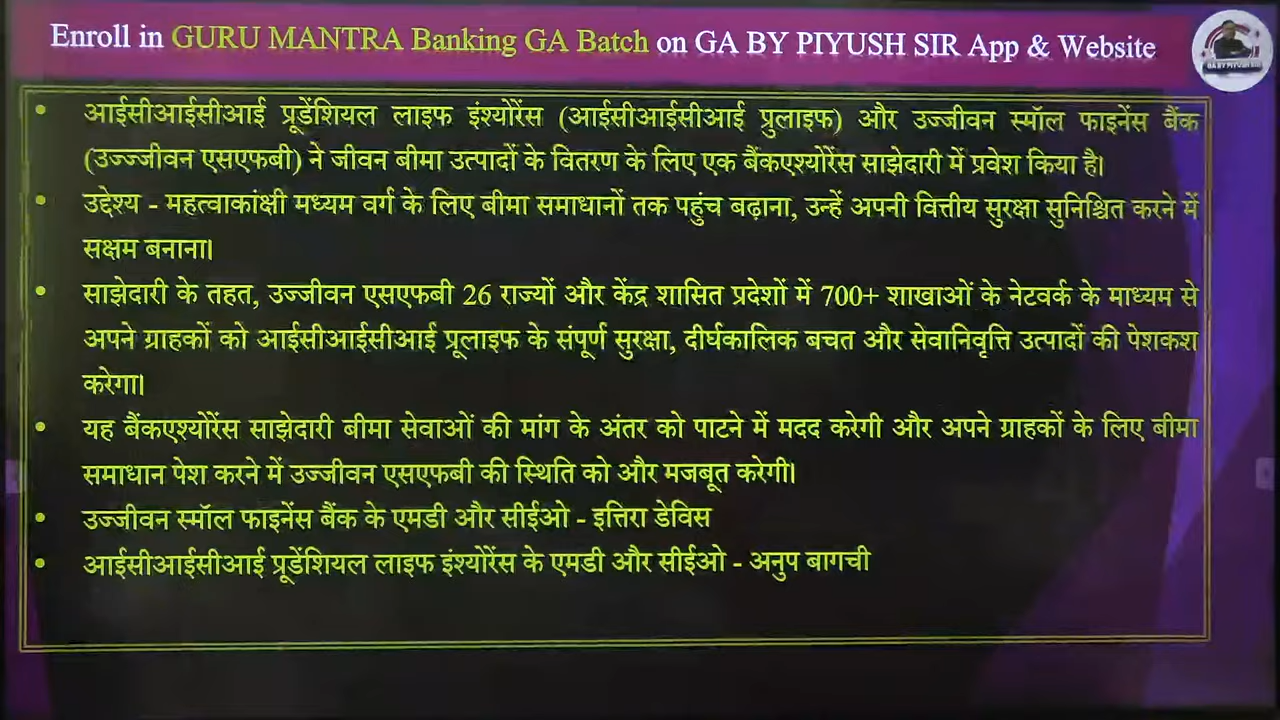 Enroll in GURU MANTRA Banking GA Batch on GA BY PIYUSH SIR App & Website
GA BY PIYUSH SIR
• आईसीआईसीआई प्रूडेंशियल लाइफ इंश्योरेंस (आईसीआईसीआई प्रुलाइफ) और उज्जीवन स्मॉल फाइनेंस बैंक
(उज्ज्जीवन एसएफबी) ने जीवन बीमा उत्पादों के वितरण के लिए एक बैंकएश्योरेंस साझेदारी में प्रवेश किया है।
• उद्देश्य - महत्वाकांक्षी मध्यम वर्ग के लिए बीमा समाधानों तक पहुंच बढ़ाना, उन्हें अपनी वित्तीय सुरक्षा सुनिश्चित करने में
सक्षम बनाना।
• साझेदारी के तहत, उज्जीवन एसएफबी 26 राज्यों और केंद्र शासित प्रदेशों में 700+ शाखाओं के नेटवर्क के माध्यम से
अपने ग्राहकों को आईसीआईसीआई प्रूलाइफ के संपूर्ण सुरक्षा, दीर्घकालिक बचत और सेवानिवृत्ति उत्पादों की पेशकश
करेगा।
• यह बैंकएश्योरेंस साझेदारी बीमा सेवाओं की मांग के अंतर को पाटने में मदद करेगी और अपने ग्राहकों के लिए बीमा
समाधान पेश करने में उज्जीवन एसएफबी की स्थिति को और मजबूत करेगी।
• उज्जीवन स्मॉल फाइनेंस बैंक के एमडी और सीईओ - इत्तिरा डेविस
• आईसीआईसीआई प्रूडेंशियल लाइफ इंश्योरेंस के एमडी और सीईओ - अनुप बागची